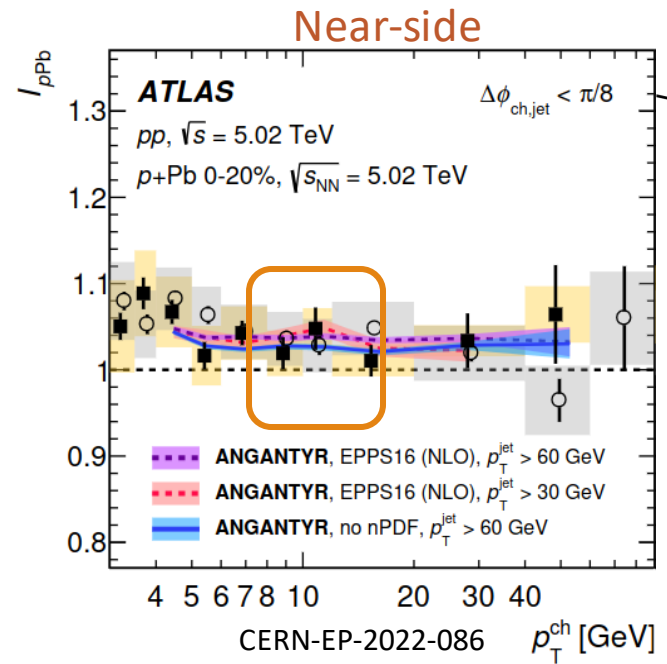 Near-side
I_pPb
ATLAS
Δϕ_ch,jet < π/8
pp, √s = 5.02 TeV
p+Pb 0-20%, √s_NN = 5.02 TeV
1.3
1.2
1.1
1
0.9
0.8
ANGANTYR, EPPS16 (NLO), p_T^jet > 60 GeV
ANGANTYR, EPPS16 (NLO), p_T^jet > 30 GeV
ANGANTYR, no nPDF, p_T^jet > 60 GeV
4 5 6 7 8 10 20 30 40
CERN-EP-2022-086
p_T^ch [GeV]